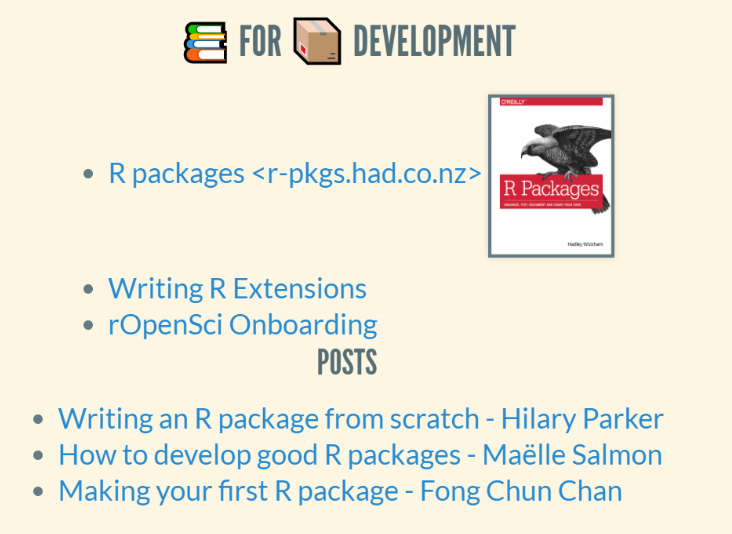 📚 FOR 📦 DEVELOPMENT
R packages <r-pkgs.had.co.nz>
O'REILLY
R Packages
ORGANIZE, TEST, DOCUMENT AND SHARE YOUR CODE
Hadley Wickham
Writing R Extensions
rOpenSci Onboarding
POSTS
Writing an R package from scratch - Hilary Parker
How to develop good R packages - Maëlle Salmon
Making your first R package - Fong Chun Chan